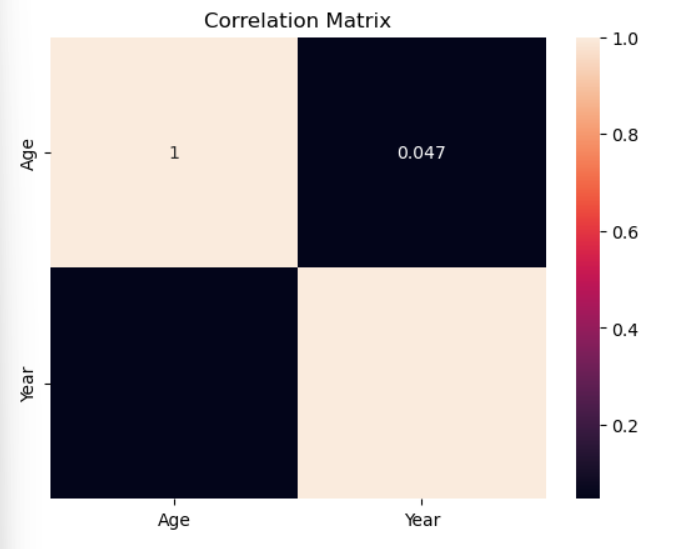 Correlation Matrix
1.0
Age
1
0.047
0.8
0.6
0.4
Year
0.2
Age
Year